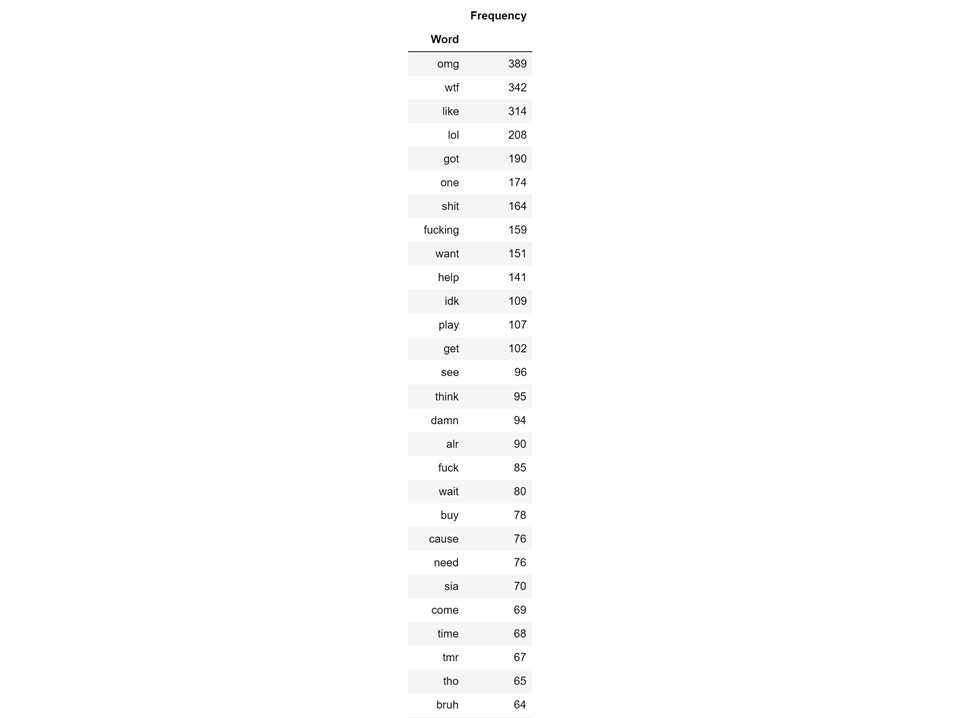 Frequency
Word
omg 389
wtf 342
like 314
lol 208
got 190
one 174
shit 164
fucking 159
want 151
help 141
idk 109
play 107
get 102
see 96
think 95
damn 94
alr 90
fuck 85
wait 80
buy 78
cause 76
need 76
sia 70
come 69
time 68
tmr 67
tho 65
bruh 64